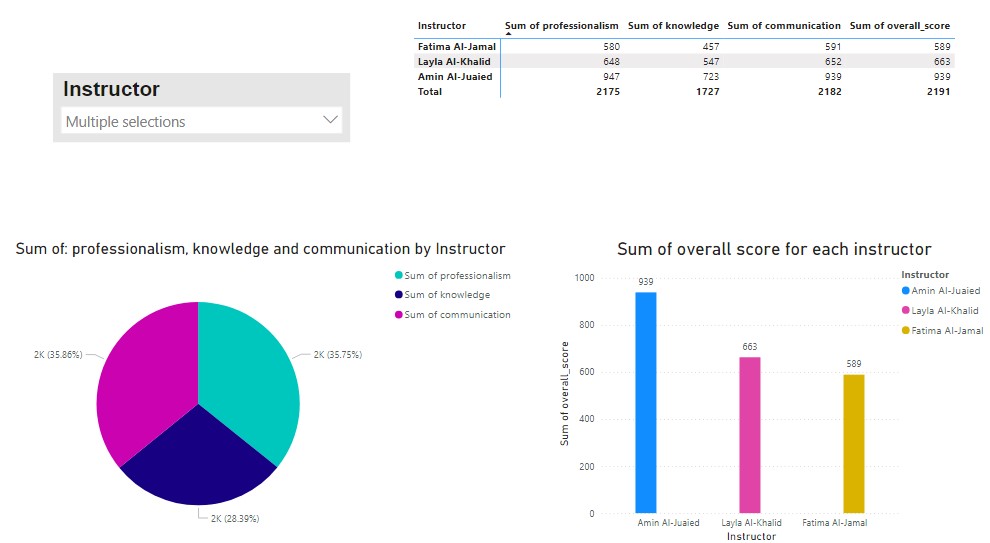 Instructor Sum of professionalism Sum of knowledge Sum of communication Sum of overall_score
Fatima Al-Jamal 580 457 591 589
Layla Al-Khalid 648 547 652 663
Amin Al-Juaied 947 723 939 939
Total 2175 1727 2182 2191
Instructor
Multiple selections
Sum of: professionalism, knowledge and communication by Instructor
Sum of professionalism
Sum of knowledge
Sum of communication
2K (35.86%)
2K (35.75%)
2K (28.39%)
Sum of overall score for each instructor
Instructor
Amin Al-Juaied
Layla Al-Khalid
Fatima Al-Jamal
Sum of overall_score
1000
800
600
400
200
0
939
663
589
Amin Al-Juaied Layla Al-Khalid Fatima Al-Jamal
Instructor